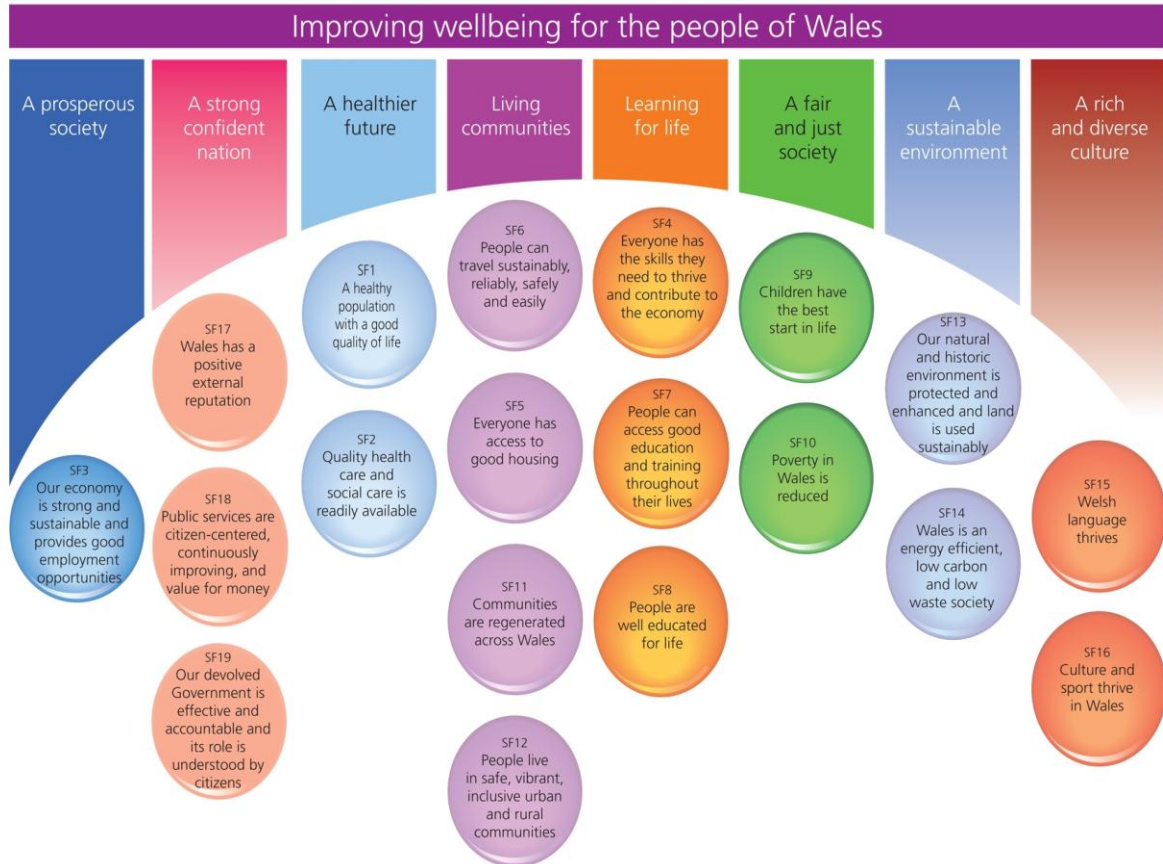 Improving wellbeing for the people of Wales
A prosperous
society
A strong
confident
nation
A healthier
future
Living
communities
Learning
for life
A fair
and just
society
A
sustainable
environment
A rich
and diverse
culture
SF3
Our economy
is strong and
sustainable and
provides good
employment
opportunities
SF17
Wales has a
positive
external
reputation
SF18
Public services are
citizen-centered,
continuously
improving, and
value for money
SF19
Our devolved
Government is
effective and
accountable and
its role is
understood by
citizens
SF1
A healthy
population
with a good
quality of life
SF2
Quality health
care and
social care is
readily available
SF6
People can
travel sustainably,
reliably, safely
and easily
SF5
Everyone has
access to
good housing
SF11
Communities
are regenerated
across Wales
SF12
People live
in safe, vibrant,
inclusive urban
and rural
communities
SF4
Everyone has
the skills they
need to thrive
and contribute to
the economy
SF7
People can
access good
education
and training
throughout
their lives
SF8
People are
well educated
for life
SF9
Children have
the best
start in life
SF10
Poverty in
Wales is
reduced
SF13
Our natural
and historic
environment is
protected and
enhanced and land
is used
sustainably
SF14
Wales is an
energy efficient,
low carbon
and low
waste society
SF15
Welsh
language
thrives
SF16
Culture and
sport thrive
in Wales